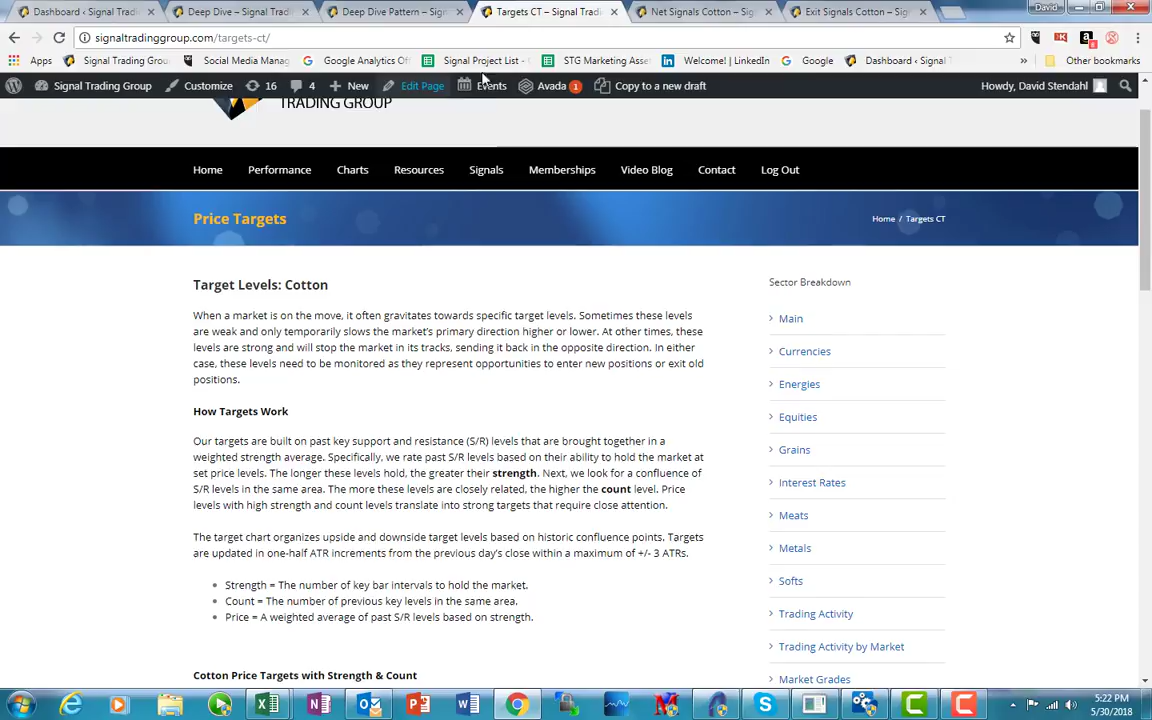 Dashboard ‹ Signal Tradi
Deep Dive – Signal Tradin
Deep Dive Pattern – Sign
Targets CT – Signal Tradi
Net Signals Cotton – Sig
Exit Signals Cotton – Sig
David
signaltradinggroup.com/targets-ct/
Apps
Signal Trading Grou
Social Media Manag
Google Analytics Of
Signal Project List -
STG Marketing Asse
Welcome! | LinkedIn
Google
Dashboard ‹ Signal T
»
Other bookmarks
Signal Trading Group
Customize
16
4
New
Edit Page
Events
Avada 1
Copy to a new draft
Howdy, David Stendahl
TRADING GROUP
Home
Performance
Charts
Resources
Signals
Memberships
Video Blog
Contact
Log Out
Price Targets
Home / Targets CT
Target Levels: Cotton
When a market is on the move, it often gravitates towards specific target levels. Sometimes these levels
are weak and only temporarily slows the market's primary direction higher or lower. At other times, these
levels are strong and will stop the market in its tracks, sending it back in the opposite direction. In either
case, these levels need to be monitored as they represent opportunities to enter new positions or exit old
positions.
How Targets Work
Our targets are built on past key support and resistance (S/R) levels that are brought together in a
weighted strength average. Specifically, we rate past S/R levels based on their ability to hold the market at
set price levels. The longer these levels hold, the greater their strength. Next, we look for a confluence of
S/R levels in the same area. The more these levels are closely related, the higher the count level. Price
levels with high strength and count levels translate into strong targets that require close attention.
The target chart organizes upside and downside target levels based on historic confluence points. Targets
are updated in one-half ATR increments from the previous day's close within a maximum of +/- 3 ATRs.
• Strength = The number of key bar intervals to hold the market.
• Count = The number of previous key levels in the same area.
• Price = A weighted average of past S/R levels based on strength.
Cotton Price Targets with Strength & Count
Sector Breakdown
Main
Currencies
Energies
Equities
Grains
Interest Rates
Meats
Metals
Softs
Trading Activity
Trading Activity by Market
Market Grades
5:22 PM
5/30/2018